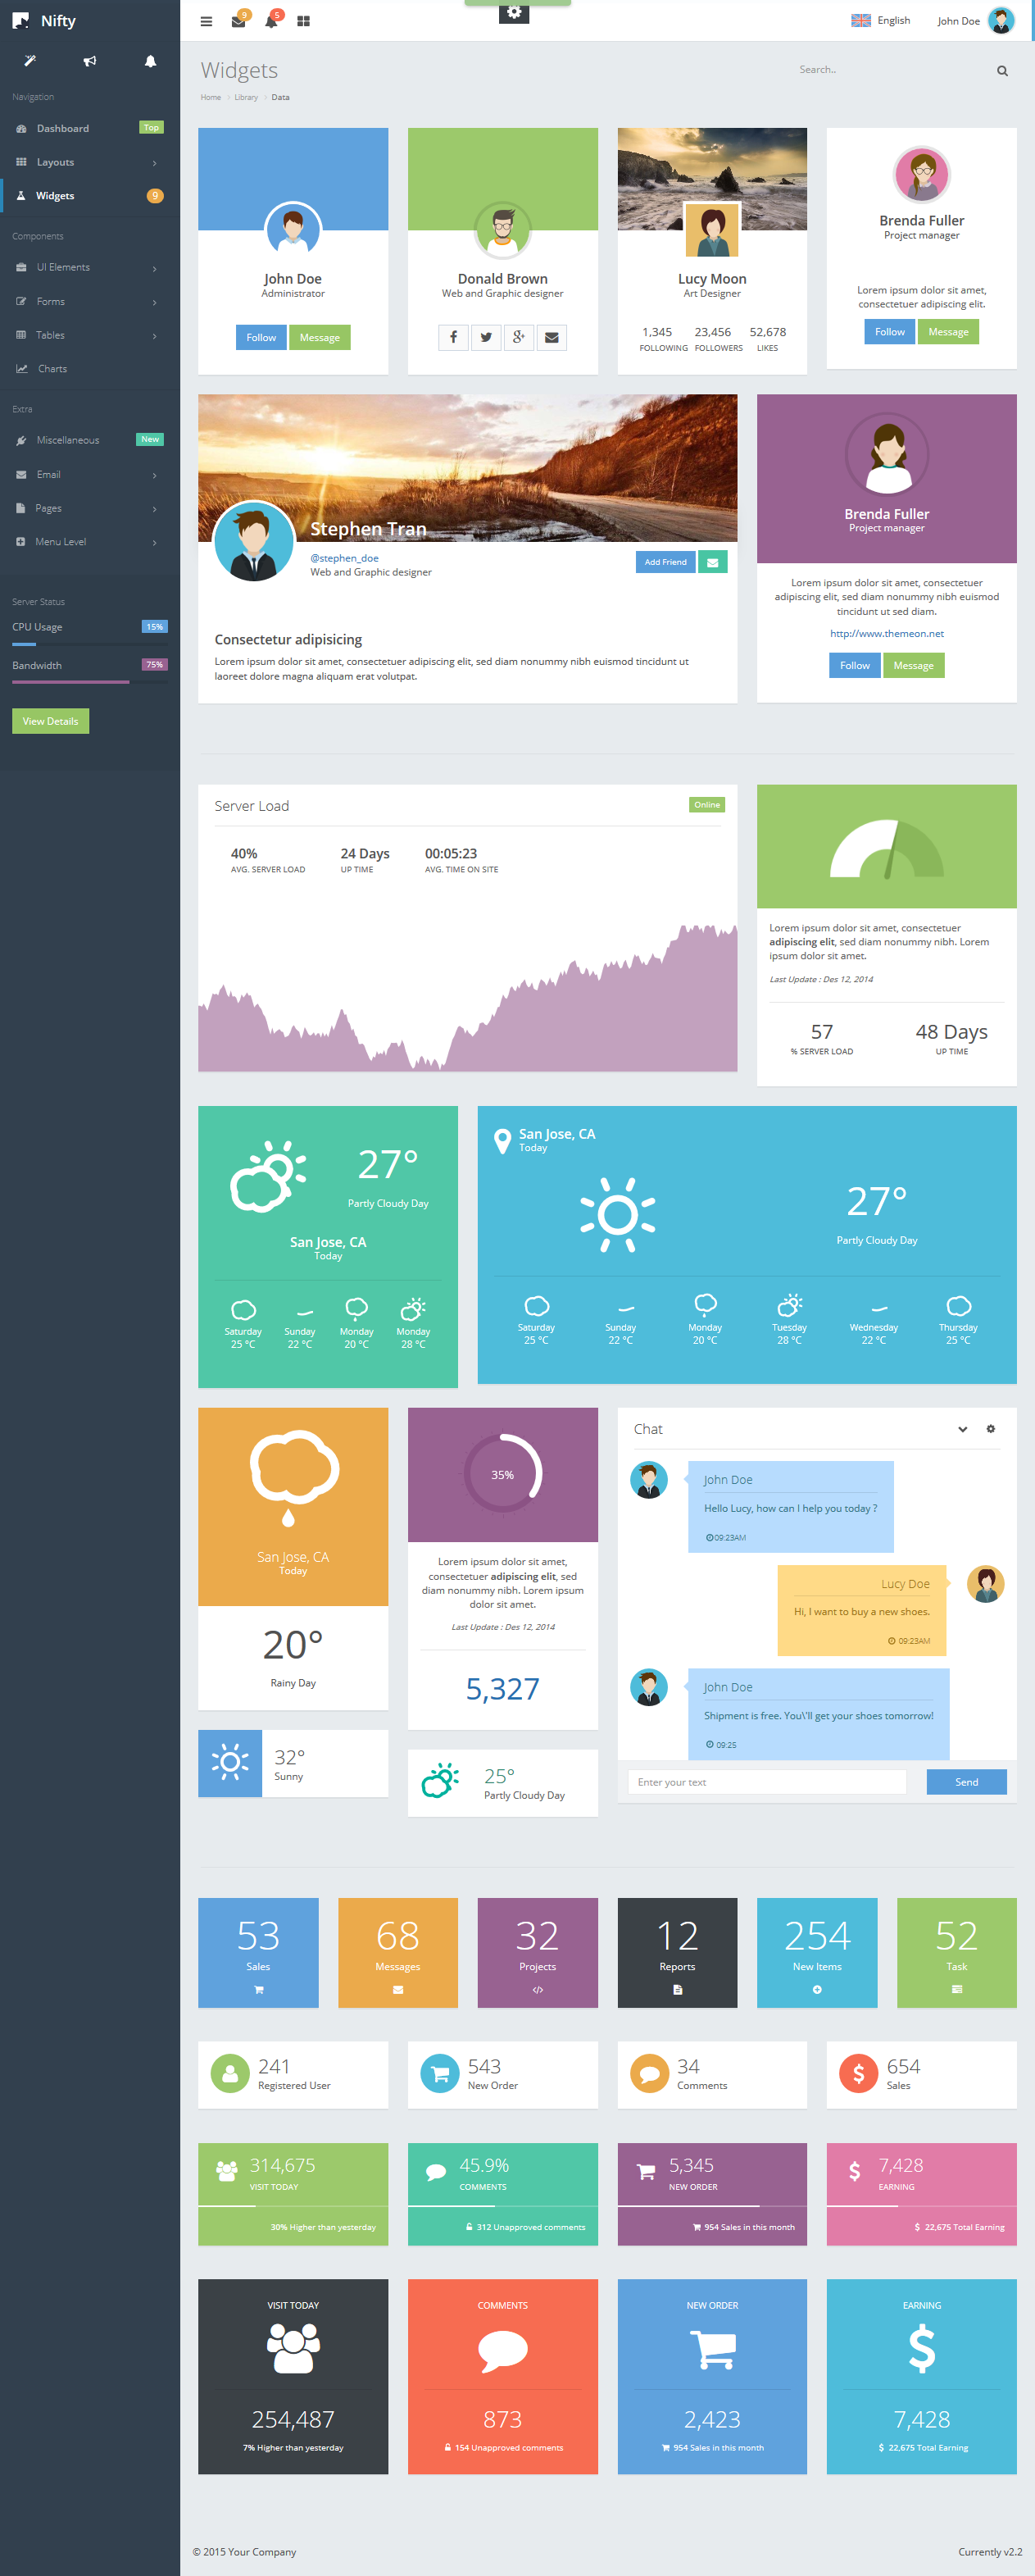 Nifty
9
5
English
John Doe
Navigation
Dashboard
Top
Layouts
Widgets
9
Components
UI Elements
Forms
Tables
Charts
Extra
Miscellaneous
New
Email
Pages
Menu Level
Server Status
CPU Usage
15%
Bandwidth
75%
View Details
Widgets
Search..
Home
Library
Data
John Doe
Administrator
Follow
Message
Donald Brown
Web and Graphic designer
Lucy Moon
Art Designer
1,345 23,456 52,678
FOLLOWING FOLLOWERS LIKES
Brenda Fuller
Project manager
Lorem ipsum dolor sit amet,
consectetuer adipiscing elit.
Follow
Message
Stephen Tran
@stephen_doe
Web and Graphic designer
Add Friend
Consectetur adipisicing
Lorem ipsum dolor sit amet, consectetuer adipiscing elit, sed diam nonummy nibh euismod tincidunt ut
laoreet dolore magna aliquam erat volutpat.
Brenda Fuller
Project manager
Lorem ipsum dolor sit amet, consectetuer
adipiscing elit, sed diam nonummy nibh euismod
tincidunt ut sed diam.
http://www.themeon.net
Follow
Message
Server Load
Online
40% 24 Days 00:05:23
AVG. SERVER LOAD UP TIME AVG. TIME ON SITE
Lorem ipsum dolor sit amet, consectetuer
adipiscing elit, sed diam nonummy nibh. Lorem
ipsum dolor sit amet.
Last Update : Des 12, 2014
57 48 Days
% SERVER LOAD UP TIME
27°
Partly Cloudy Day
San Jose, CA
Today
Saturday Sunday Monday Monday
25 °C 22 °C 20 °C 28 °C
San Jose, CA
Today
27°
Partly Cloudy Day
Saturday Sunday Monday Tuesday Wednesday Thursday
25 °C 22 °C 20 °C 28 °C 22 °C 25 °C
San Jose, CA
Today
20°
Rainy Day
32°
Sunny
35%
Lorem ipsum dolor sit amet,
consectetuer adipiscing elit, sed
diam nonummy nibh. Lorem ipsum
dolor sit amet.
Last Update : Des 12, 2014
5,327
25°
Partly Cloudy Day
Chat
John Doe
Hello Lucy, how can I help you today ?
09:23AM
Lucy Doe
Hi, I want to buy a new shoes.
09:23AM
John Doe
Shipment is free. You\'ll get your shoes tomorrow!
09:25
Enter your text
Send
53 68 32 12 254 52
Sales Messages Projects Reports New Items Task
241 543 34 654
Registered User New Order Comments Sales
314,675 45.9% 5,345 7,428
VISIT TODAY COMMENTS NEW ORDER EARNING
30% Higher than yesterday 312 Unapproved comments 954 Sales in this month 22,675 Total Earning
VISIT TODAY COMMENTS NEW ORDER EARNING
254,487 873 2,423 7,428
7% Higher than yesterday 154 Unapproved comments 954 Sales in this month 22,675 Total Earning
© 2015 Your Company
Currently v2.2